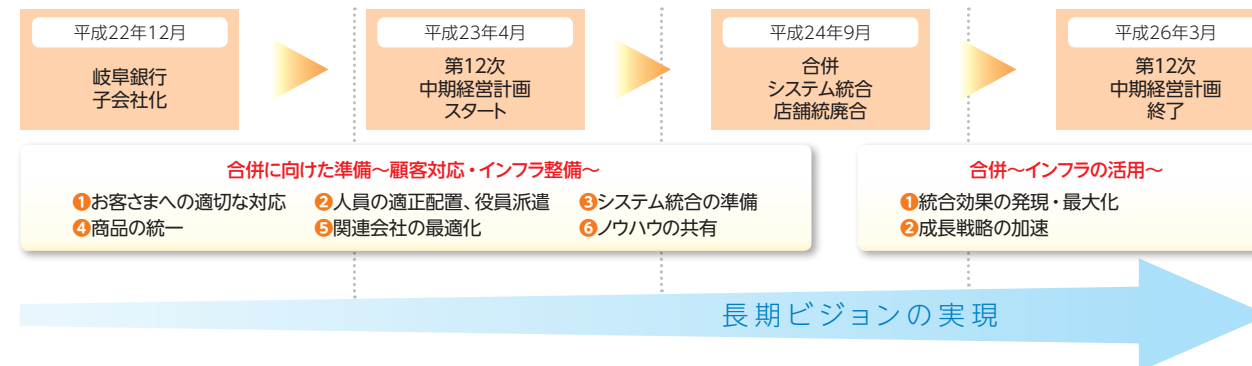 平成22年12月
岐阜銀行
子会社化
平成23年4月
第12次
中期経営計画
スタート
平成24年9月
合併
システム統合
店舗統廃合
平成26年3月
第12次
中期経営計画
終了
合併に向けた準備～顧客対応・インフラ整備～
❶お客さまへの適切な対応 ❷人員の適正配置、役員派遣 ❸システム統合の準備
❹商品の統一 ❺関連会社の最適化 ❻ノウハウの共有
合併～インフラの活用～
❶統合効果の発現・最大化
❷成長戦略の加速
長期ビジョンの実現